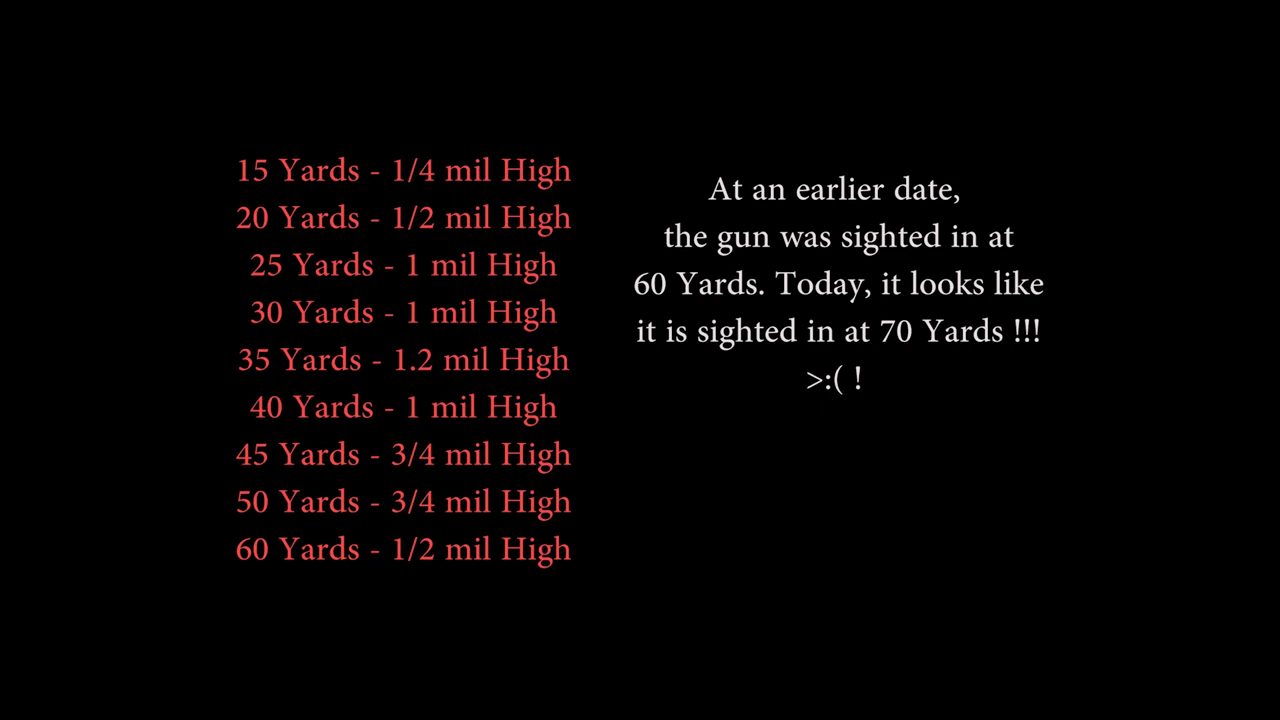 15 Yards - 1/4 mil High
20 Yards - 1/2 mil High
25 Yards - 1 mil High
30 Yards - 1 mil High
35 Yards - 1.2 mil High
40 Yards - 1 mil High
45 Yards - 3/4 mil High
50 Yards - 3/4 mil High
60 Yards - 1/2 mil High
At an earlier date,
the gun was sighted in at
60 Yards. Today, it looks like
it is sighted in at 70 Yards !!!
>:( !